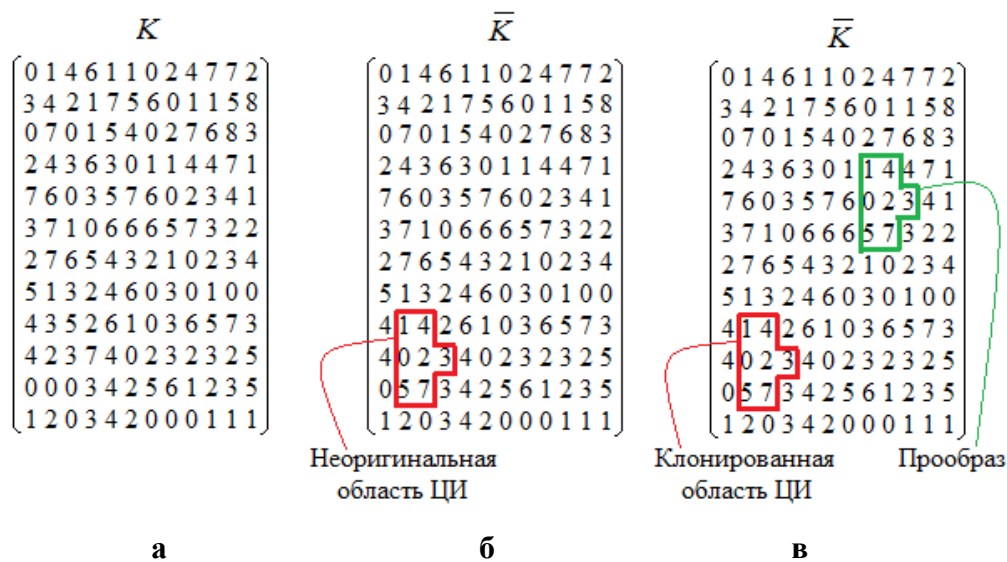 K
0 1 4 6 1 1 0 2 4 7 7 2
3 4 2 1 7 5 6 0 1 1 5 8
0 7 0 1 5 4 0 2 7 6 8 3
2 4 3 6 3 0 1 1 4 4 7 1
7 6 0 3 5 7 6 0 2 3 4 1
3 7 1 0 6 6 6 5 7 3 2 2
2 7 6 5 4 3 2 1 0 2 3 4
5 1 3 2 4 6 0 3 0 1 0 0
4 3 5 2 6 1 0 3 6 5 7 3
4 2 3 7 4 0 2 3 2 3 2 5
0 0 0 3 4 2 5 6 1 2 3 5
1 2 0 3 4 2 0 0 0 1 1 1
а
K̅
0 1 4 6 1 1 0 2 4 7 7 2
3 4 2 1 7 5 6 0 1 1 5 8
0 7 0 1 5 4 0 2 7 6 8 3
2 4 3 6 3 0 1 1 4 4 7 1
7 6 0 3 5 7 6 0 2 3 4 1
3 7 1 0 6 6 6 5 7 3 2 2
2 7 6 5 4 3 2 1 0 2 3 4
5 1 3 2 4 6 0 3 0 1 0 0
4 1 4 2 6 1 0 3 6 5 7 3
4 0 2 3 4 0 2 3 2 3 2 5
0 5 7 3 4 2 5 6 1 2 3 5
1 2 0 3 4 2 0 0 0 1 1 1
Неоригинальная
область ЦИ
б
K̅
0 1 4 6 1 1 0 2 4 7 7 2
3 4 2 1 7 5 6 0 1 1 5 8
0 7 0 1 5 4 0 2 7 6 8 3
2 4 3 6 3 0 1 1 4 4 7 1
7 6 0 3 5 7 6 0 2 3 4 1
3 7 1 0 6 6 6 5 7 3 2 2
2 7 6 5 4 3 2 1 0 2 3 4
5 1 3 2 4 6 0 3 0 1 0 0
4 1 4 2 6 1 0 3 6 5 7 3
4 0 2 3 4 0 2 3 2 3 2 5
0 5 7 3 4 2 5 6 1 2 3 5
1 2 0 3 4 2 0 0 0 1 1 1
Клонированная
область ЦИ
Прообраз
в